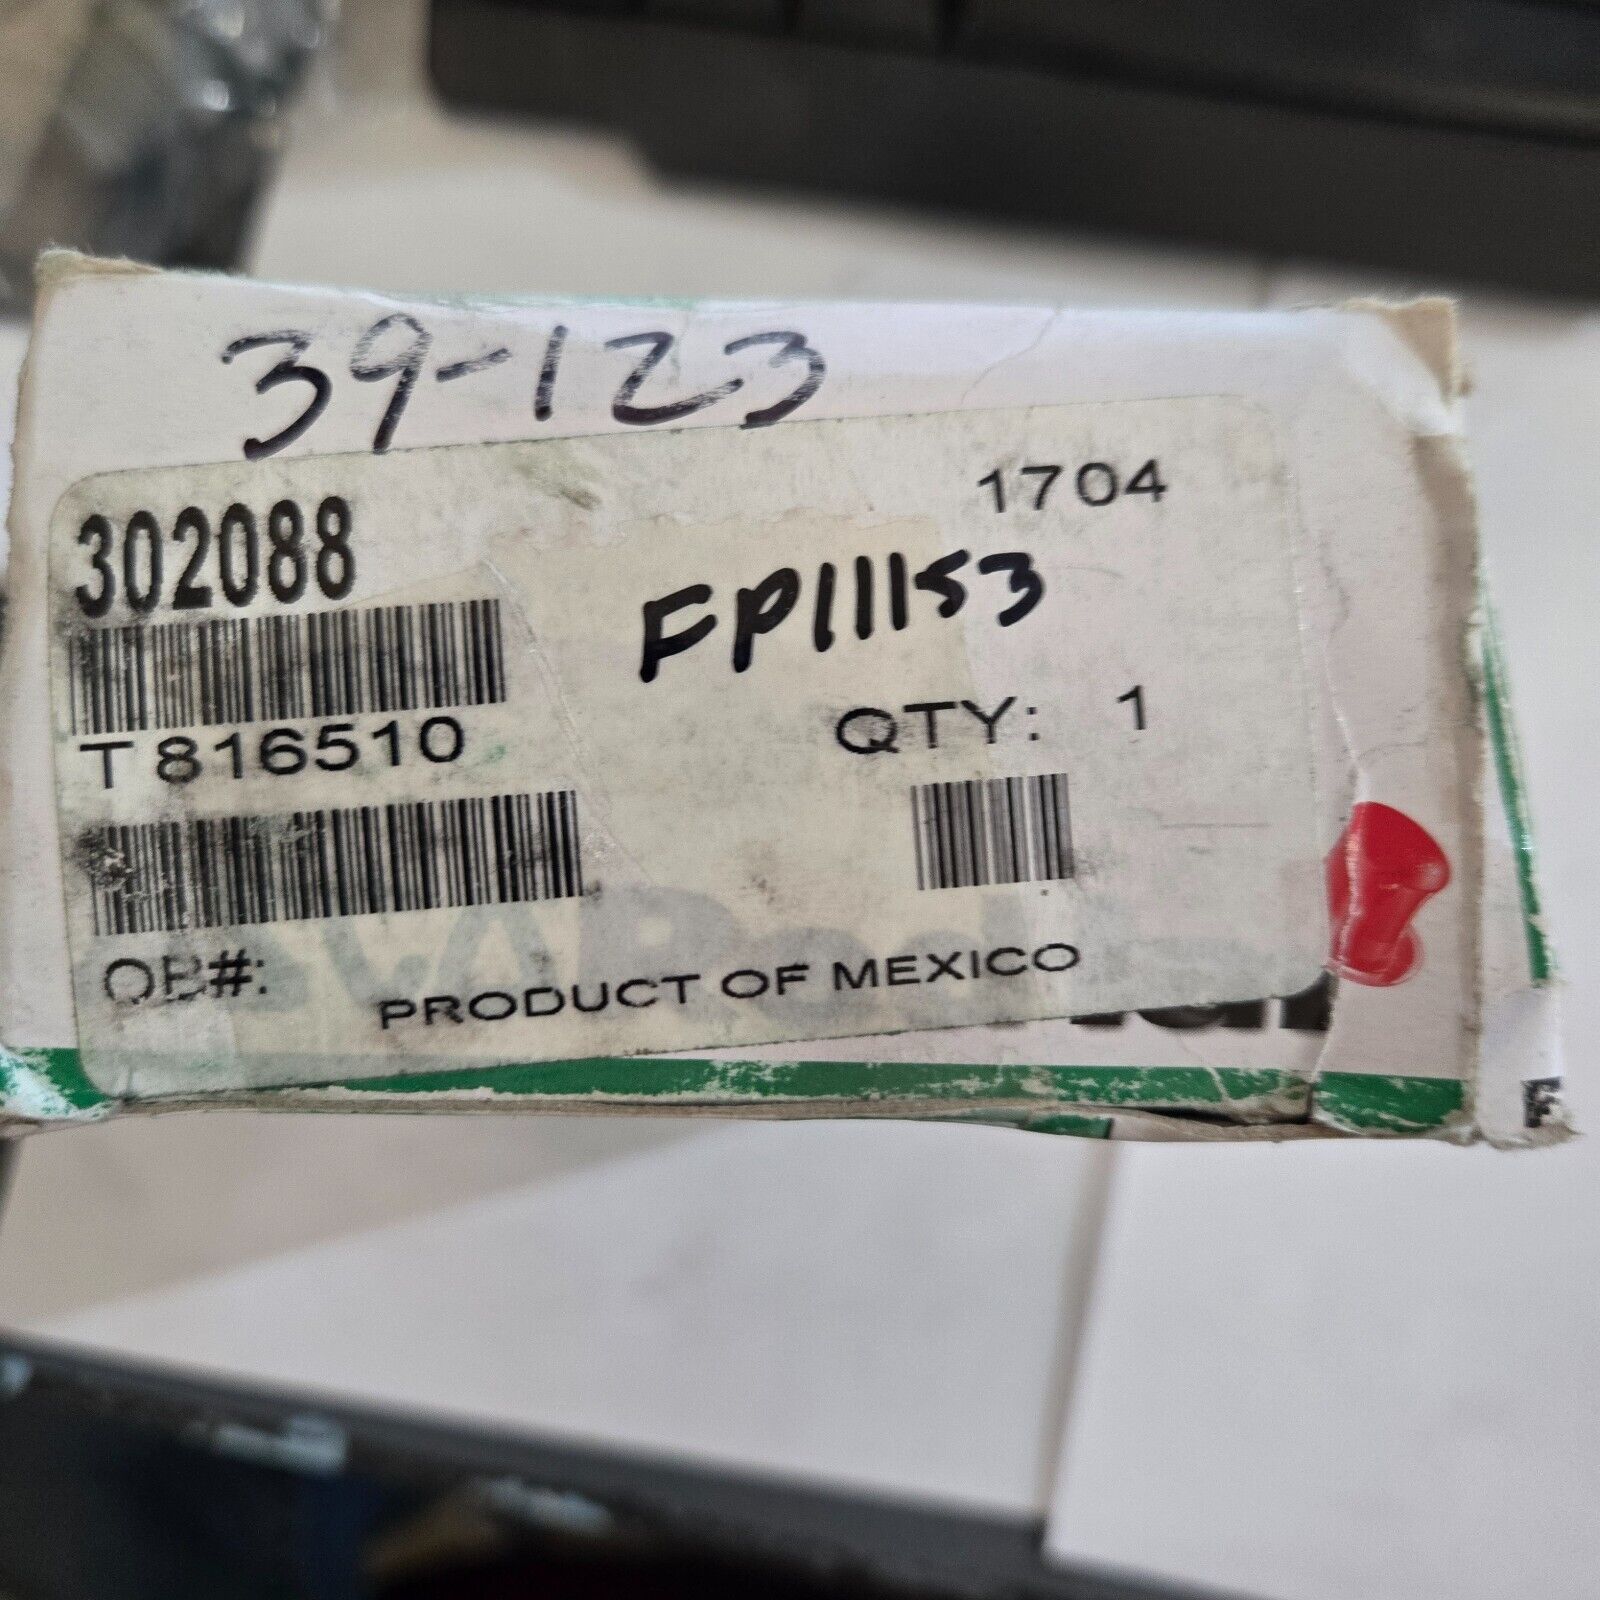 39-123
302088
1704
FP11153
T 816510
QTY: 1
OB#:
PRODUCT OF MEXICO
F